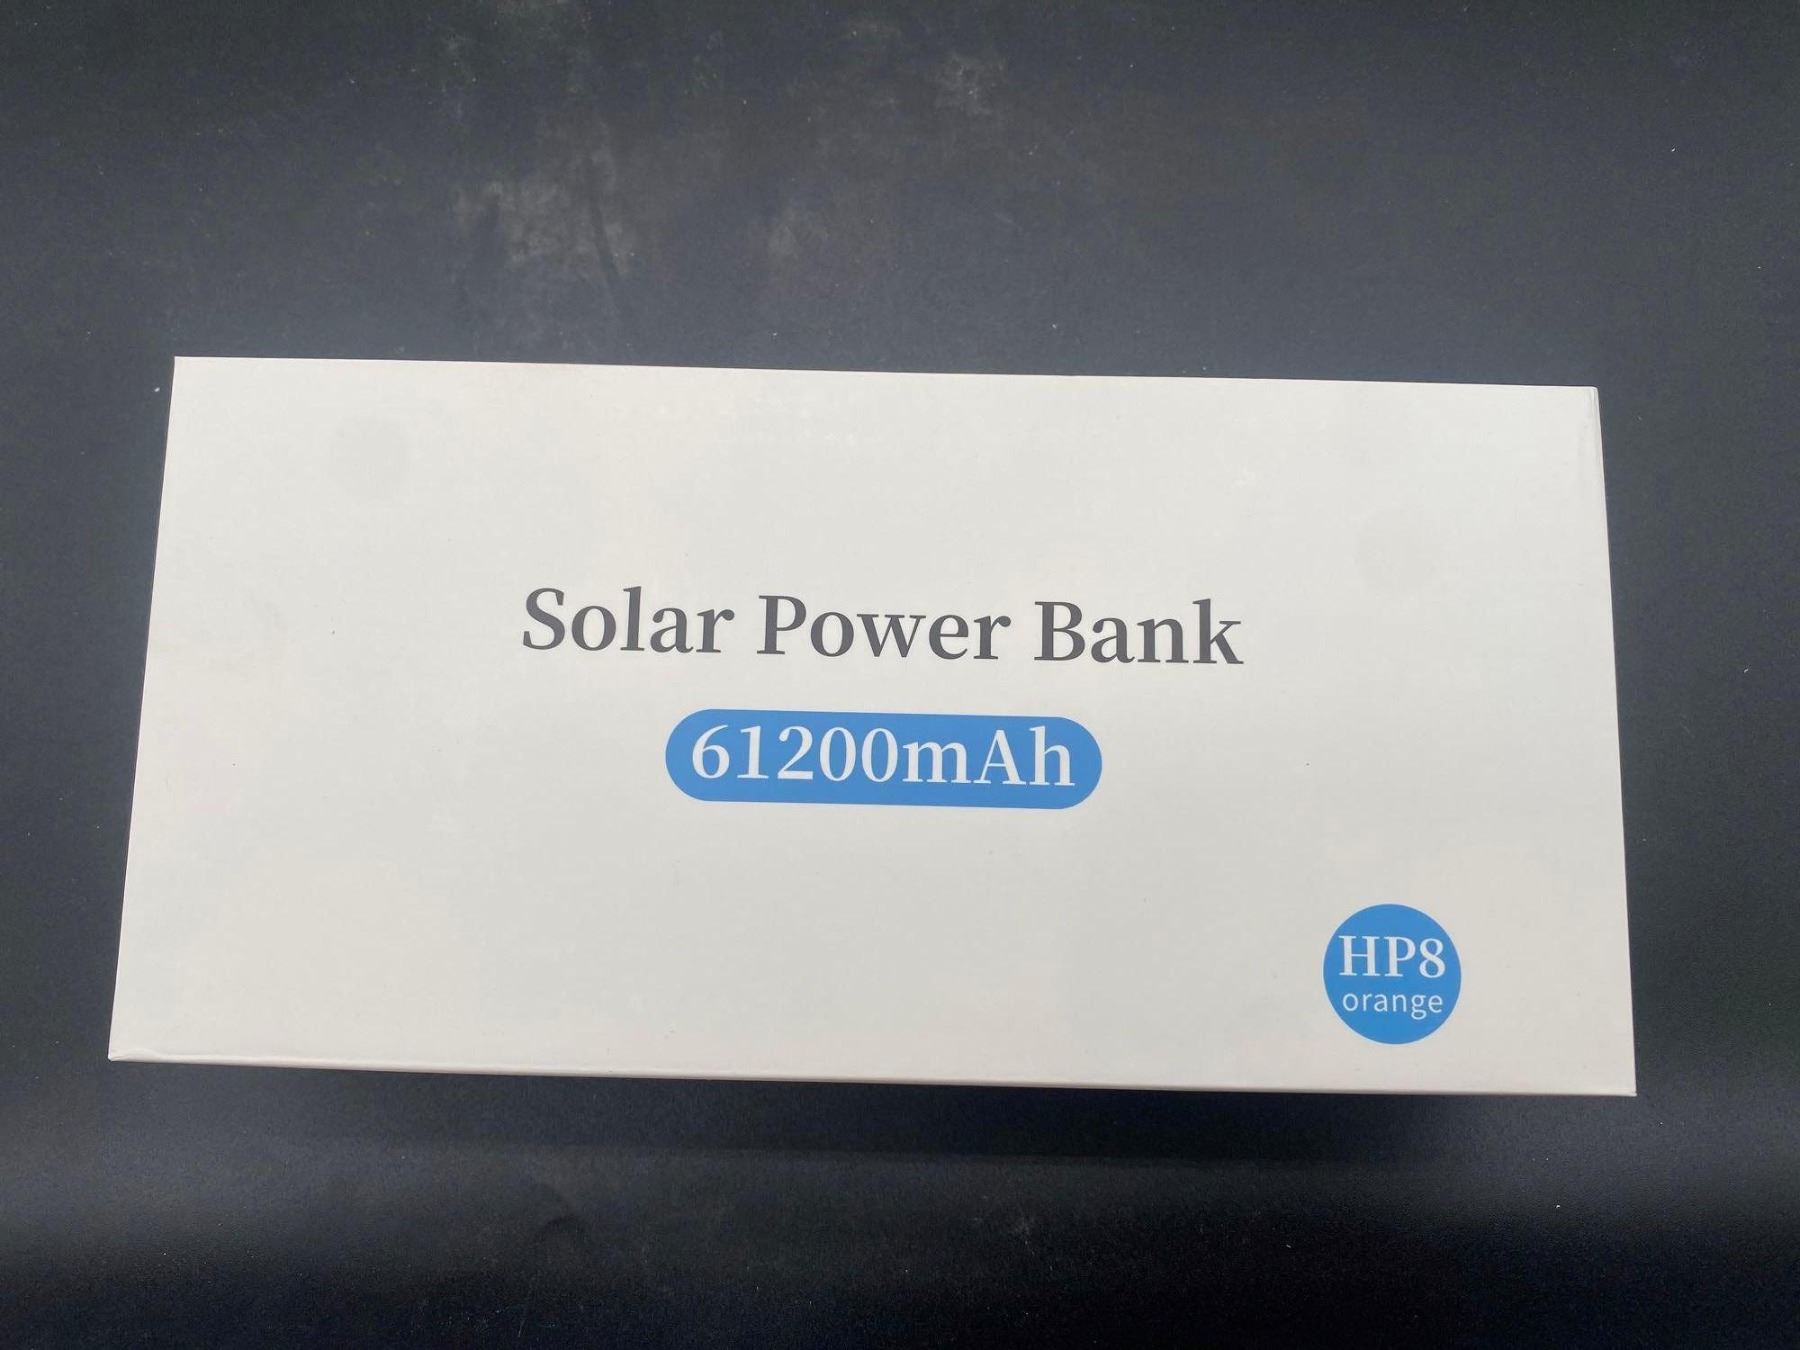 Solar Power Bank
61200mAh
HP8
orange